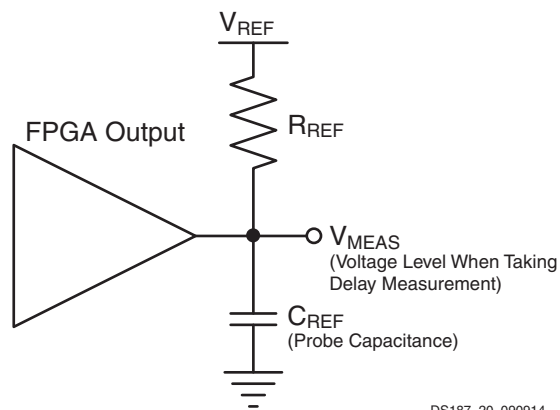 VREF
FPGA Output
RREF
VMEAS
(Voltage Level When Taking
Delay Measurement)
CREF
(Probe Capacitance)